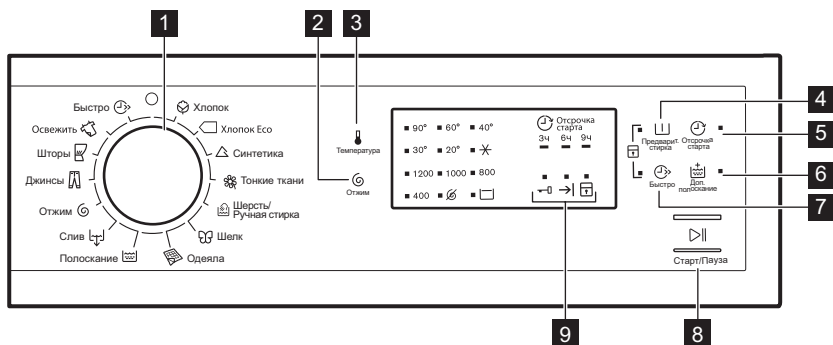 1
2
3
4
5
6
7
8
9
Быстро
Освежить
Шторы
Джинсы
Отжим
Слив
Полоскание
Хлопок
Хлопок Eco
Синтетика
Тонкие ткани
Шерсть/
Ручная стирка
Шелк
Одеяла
Температура
Отжим
90° 60° 40°
30° 20°
1200 1000 800
400
Отсрочка
старта
3ч 6ч 9ч
Предварит.
стирка
Отсрочка
старта
Быстро
Доп.
полоскание
Старт/Пауза